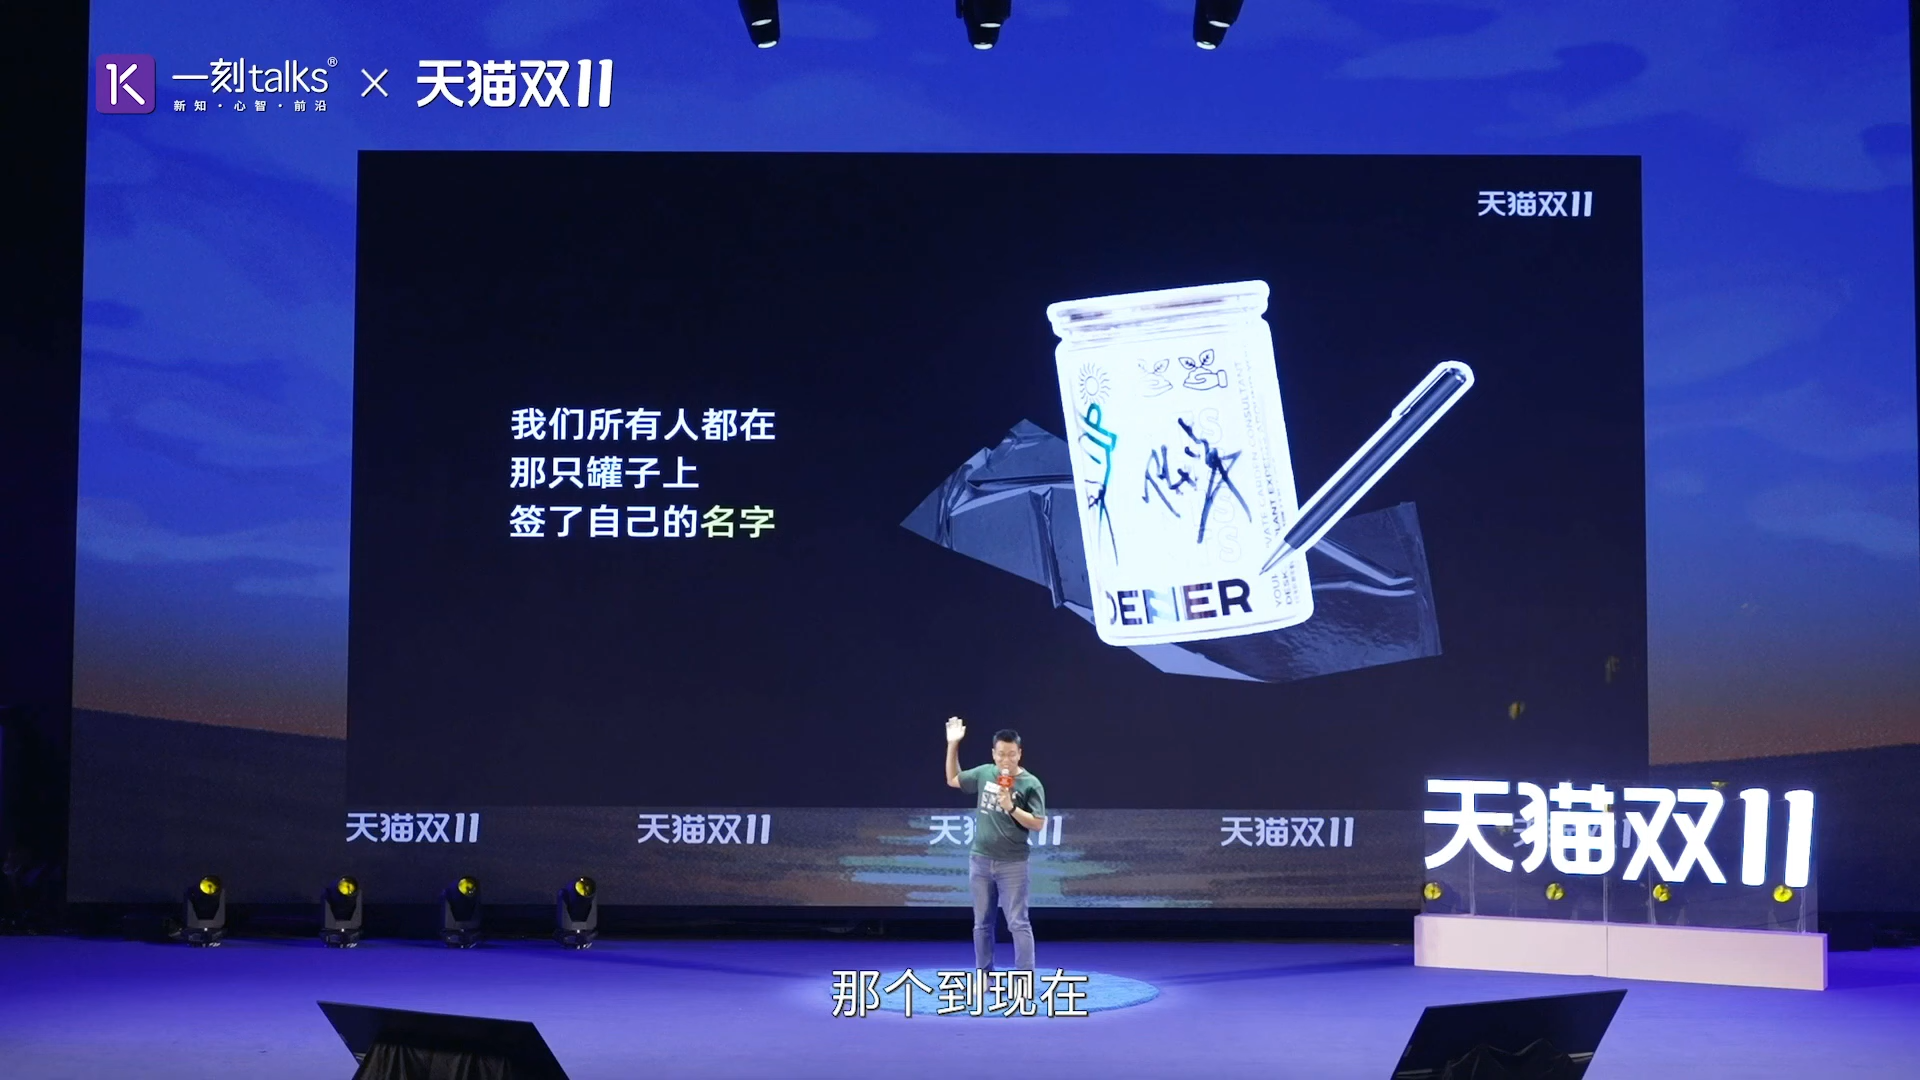 一刻talks® × 天猫双11
新知·心智·前沿
天猫双11
我们所有人都在
那只罐子上
签了自己的名字
DENER
天猫双11
天猫双11
天猫双11
天猫双11
那个到现在